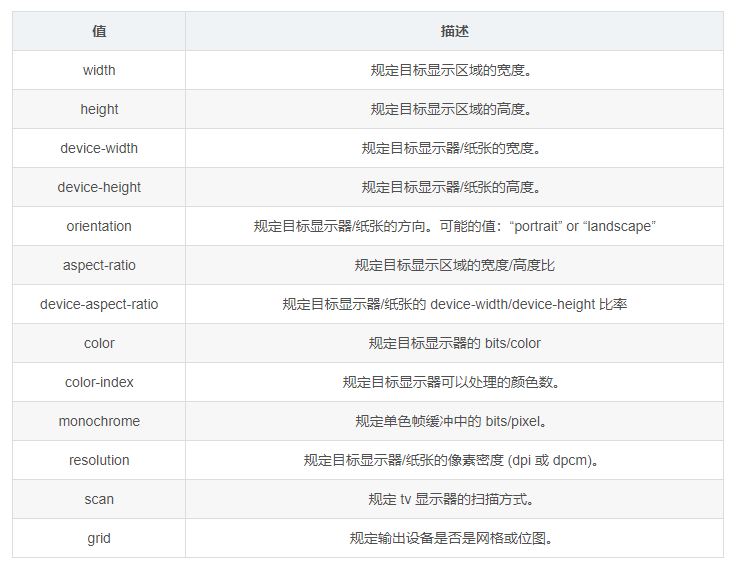 值 描述
width 规定目标显示区域的宽度。
height 规定目标显示区域的高度。
device-width 规定目标显示器/纸张的宽度。
device-height 规定目标显示器/纸张的高度。
orientation 规定目标显示器/纸张的方向。可能的值：“portrait” or “landscape”
aspect-ratio 规定目标显示区域的宽度/高度比
device-aspect-ratio 规定目标显示器/纸张的 device-width/device-height 比率
color 规定目标显示器的 bits/color
color-index 规定目标显示器可以处理的颜色数。
monochrome 规定单色帧缓冲中的 bits/pixel。
resolution 规定目标显示器/纸张的像素密度 (dpi 或 dpcm)。
scan 规定 tv 显示器的扫描方式。
grid 规定输出设备是否是网格或位图。